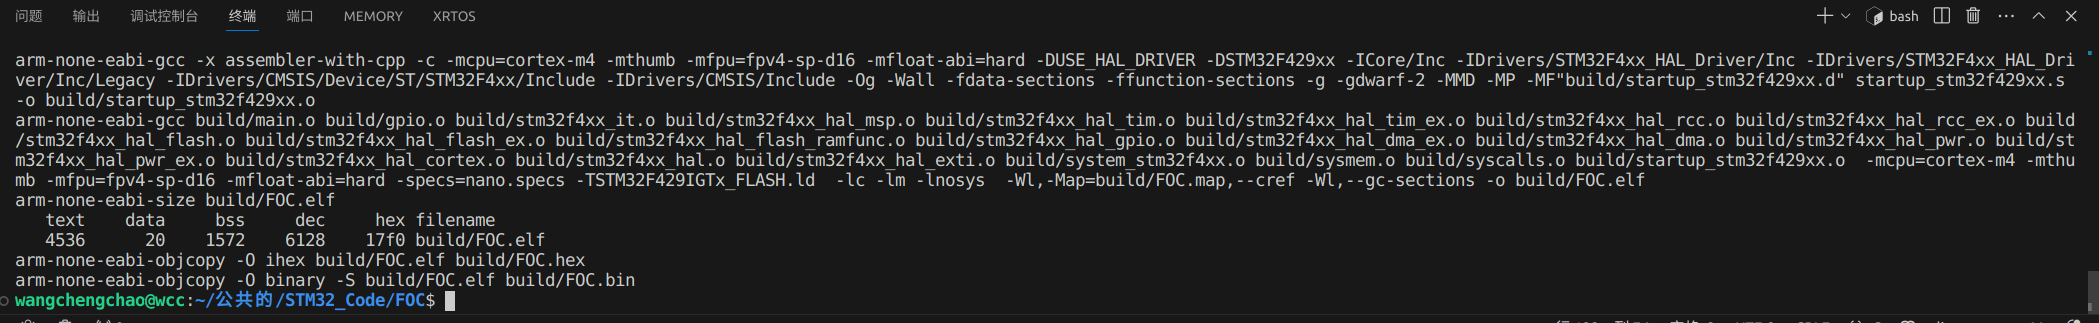 问题 输出 调试控制台 终端 端口 MEMORY XRTOS bash
arm-none-eabi-gcc -x assembler-with-cpp -c -mcpu=cortex-m4 -mthumb -mfpu=fpv4-sp-d16 -mfloat-abi=hard -DUSE_HAL_DRIVER -DSTM32F429xx -ICore/Inc -IDrivers/STM32F4xx_HAL_Driver/Inc -IDrivers/STM32F4xx_HAL_Dri
ver/Inc/Legacy -IDrivers/CMSIS/Device/ST/STM32F4xx/Include -IDrivers/CMSIS/Include -Og -Wall -fdata-sections -ffunction-sections -g -gdwarf-2 -MMD -MP -MF"build/startup_stm32f429xx.d" startup_stm32f429xx.s
-o build/startup_stm32f429xx.o
arm-none-eabi-gcc build/main.o build/gpio.o build/stm32f4xx_it.o build/stm32f4xx_hal_msp.o build/stm32f4xx_hal_tim.o build/stm32f4xx_hal_tim_ex.o build/stm32f4xx_hal_rcc.o build/stm32f4xx_hal_rcc_ex.o build
/stm32f4xx_hal_flash.o build/stm32f4xx_hal_flash_ex.o build/stm32f4xx_hal_flash_ramfunc.o build/stm32f4xx_hal_gpio.o build/stm32f4xx_hal_dma_ex.o build/stm32f4xx_hal_dma.o build/stm32f4xx_hal_pwr.o build/st
m32f4xx_hal_pwr_ex.o build/stm32f4xx_hal_cortex.o build/stm32f4xx_hal.o build/stm32f4xx_hal_exti.o build/system_stm32f4xx.o build/sysmem.o build/syscalls.o build/startup_stm32f429xx.o -mcpu=cortex-m4 -mthu
mb -mfpu=fpv4-sp-d16 -mfloat-abi=hard -specs=nano.specs -TSTM32F429IGTx_FLASH.ld -lc -lm -lnosys -Wl,-Map=build/FOC.map,--cref -Wl,--gc-sections -o build/FOC.elf
arm-none-eabi-size build/FOC.elf
text data bss dec hex filename
4536 20 1572 6128 17f0 build/FOC.elf
arm-none-eabi-objcopy -O ihex build/FOC.elf build/FOC.hex
arm-none-eabi-objcopy -O binary -S build/FOC.elf build/FOC.bin
wangchengchao@wcc:~/公共的/STM32_Code/FOC$